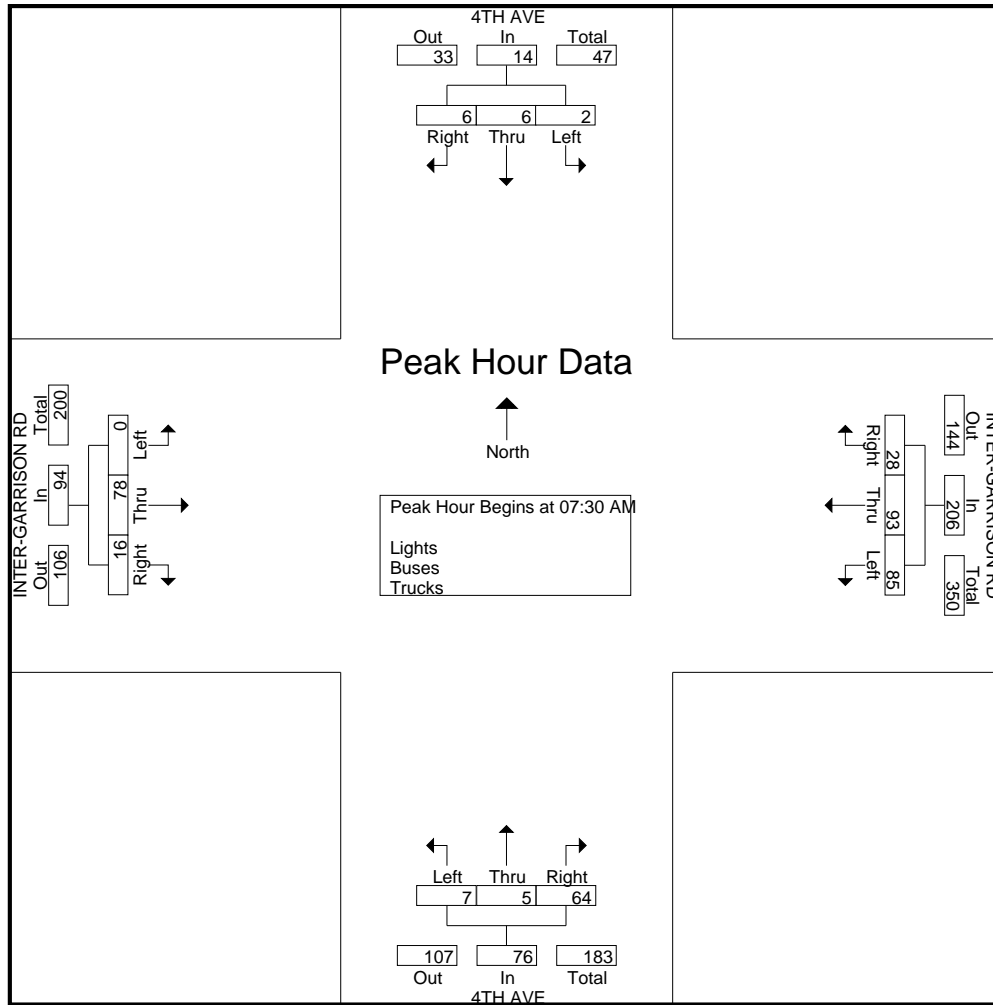 4TH AVE
Out In Total
33 14 47
6 6 2
Right Thru Left
Peak Hour Data
North
Peak Hour Begins at 07:30 AM
Lights
Buses
Trucks
INTER-GARRISON RD
Out In Total
106 94 200
16 78 0
Right Thru Left
INTER-GARRISON RD
Out In Total
144 206 350
28 93 85
Right Thru Left
Left Thru Right
7 5 64
107 76 183
Out In Total
4TH AVE